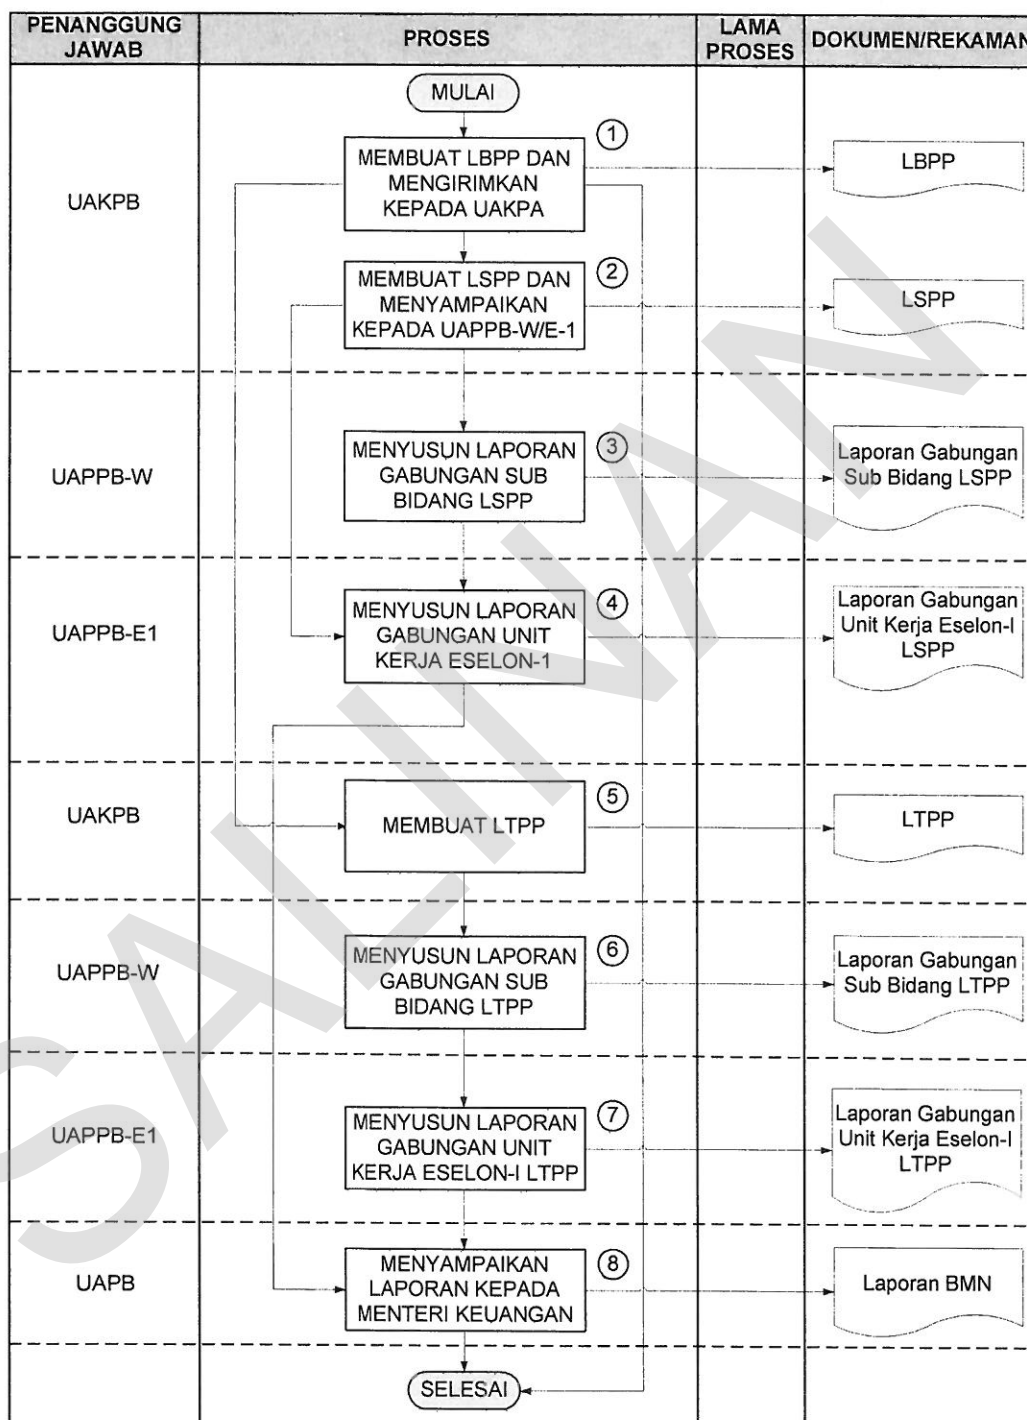 PENANGGUNG
JAWAB
PROSES
LAMA
PROSES
DOKUMEN/REKAMAN
MULAI
UAKPB
1
MEMBUAT LBPP DAN
MENGIRIMKAN
KEPADA UAKPA
LBPP
2
MEMBUAT LSPP DAN
MENYAMPAIKAN
KEPADA UAPPB-W/E-1
LSPP
UAPPB-W
3
MENYUSUN LAPORAN
GABUNGAN SUB
BIDANG LSPP
Laporan Gabungan
Sub Bidang LSPP
UAPPB-E1
4
MENYUSUN LAPORAN
GABUNGAN UNIT
KERJA ESELON-1
Laporan Gabungan
Unit Kerja Eselon-I
LSPP
UAKPB
5
MEMBUAT LTPP
LTPP
UAPPB-W
6
MENYUSUN LAPORAN
GABUNGAN SUB
BIDANG LTPP
Laporan Gabungan
Sub Bidang LTPP
UAPPB-E1
7
MENYUSUN LAPORAN
GABUNGAN UNIT
KERJA ESELON-I LTPP
Laporan Gabungan
Unit Kerja Eselon-I
LTPP
UAPB
8
MENYAMPAIKAN
LAPORAN KEPADA
MENTERI KEUANGAN
Laporan BMN
SELESAI
SALINAN